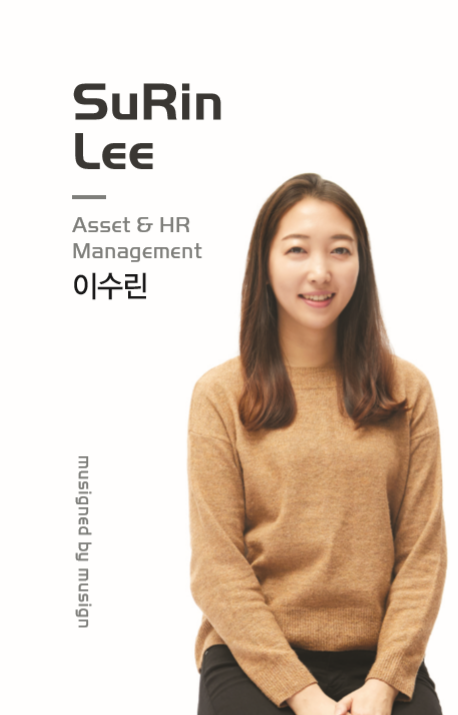 SuRin
Lee
Asset & HR
Management
이수린
musigned by musign